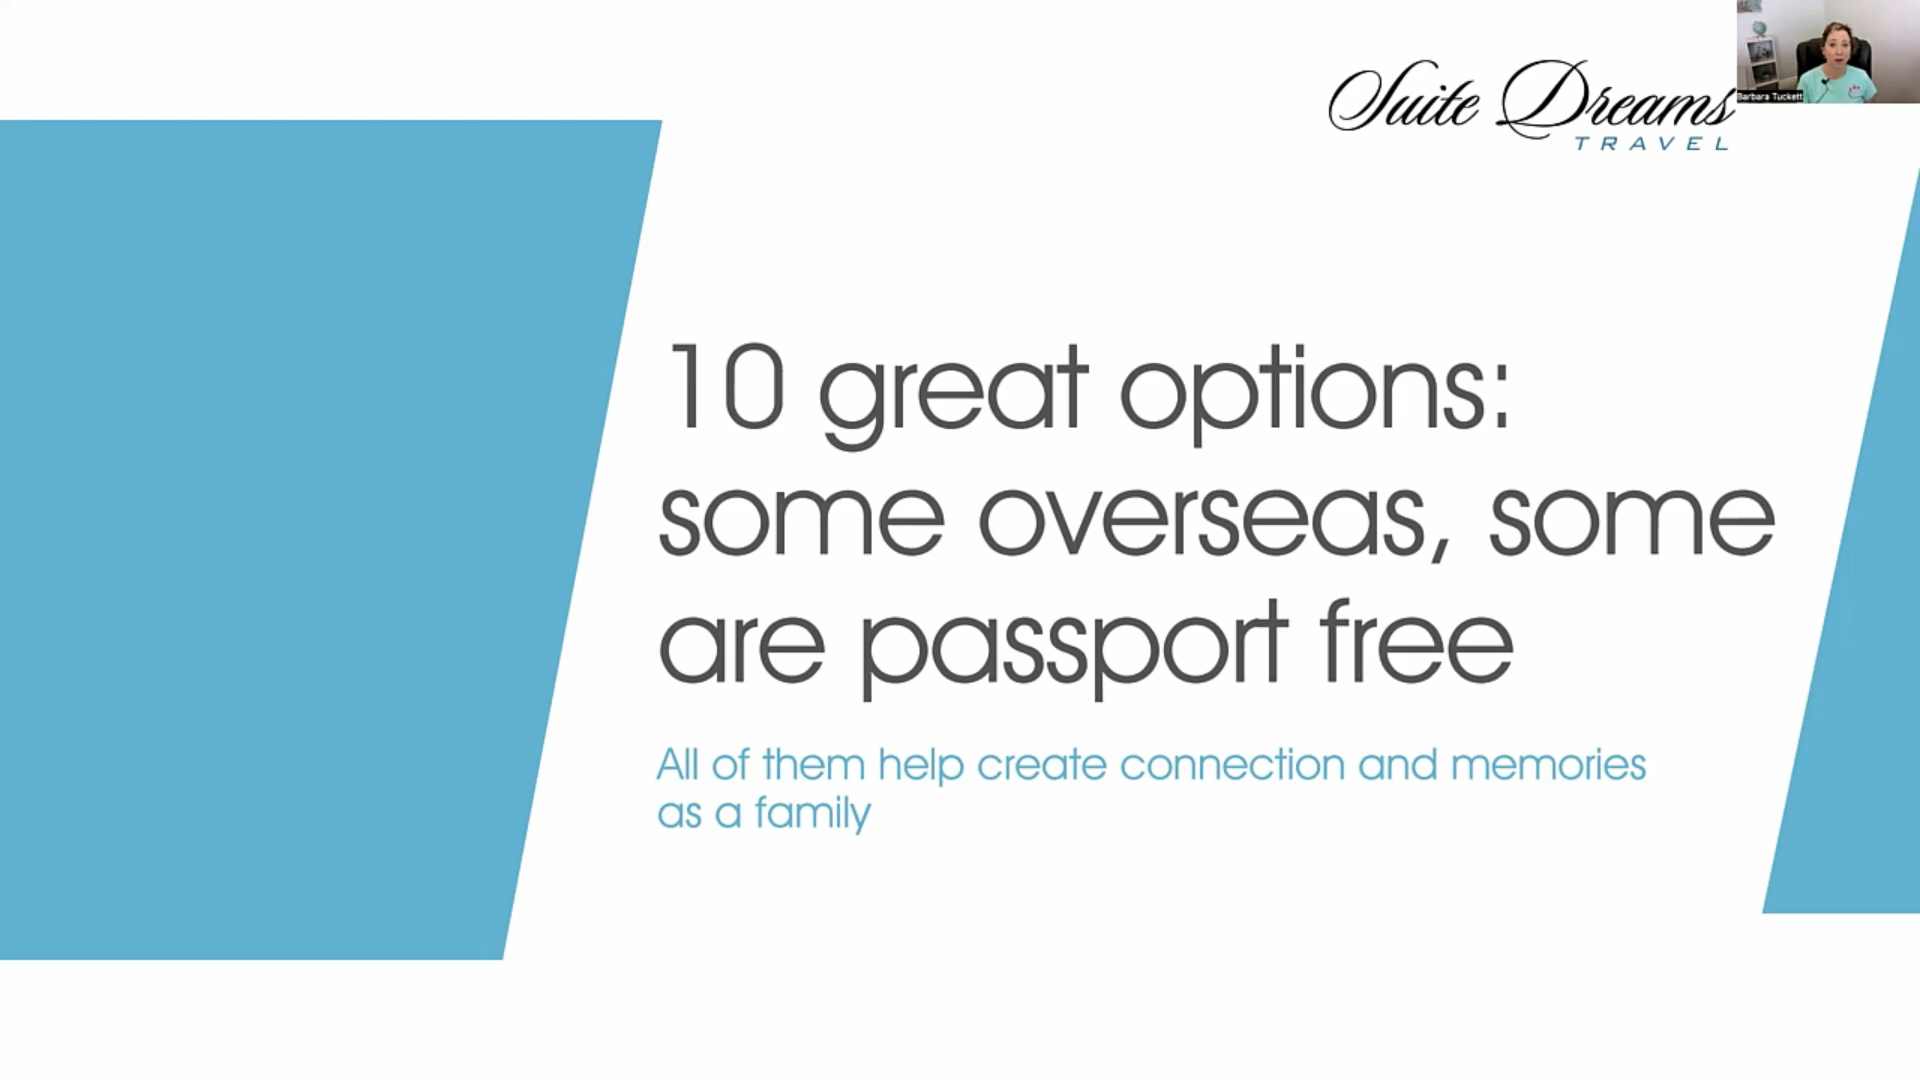 Suite Dreams
TRAVEL
Barbara Tuckett
10 great options:
some overseas, some
are passport free
All of them help create connection and memories
as a family